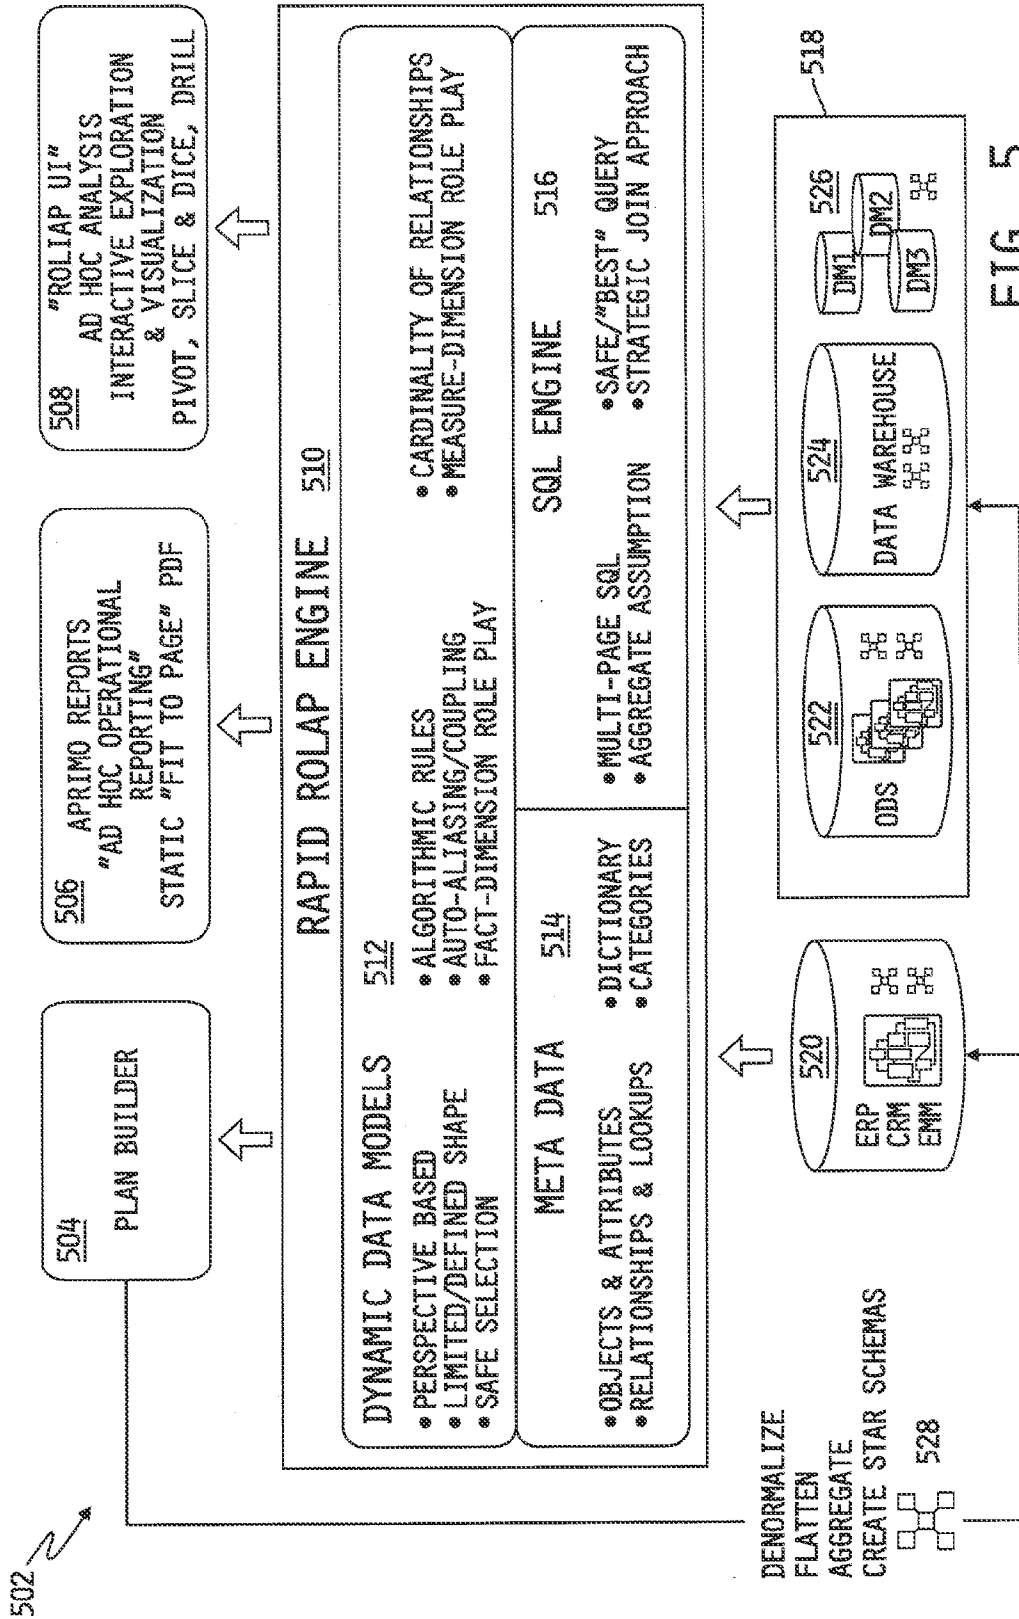 502
504
PLAN BUILDER
506
APRIMO REPORTS
"AD HOC OPERATIONAL
REPORTING"
STATIC "FIT TO PAGE" PDF
508
"ROLIAP UI"
AD HOC ANALYSIS
INTERACTIVE EXPLORATION
& VISUALIZATION
PIVOT, SLICE & DICE, DRILL
RAPID ROLAP ENGINE 510
DYNAMIC DATA MODELS 512
•PERSPECTIVE BASED
•LIMITED/DEFINED SHAPE
•SAFE SELECTION
•ALGORITHMIC RULES
•AUTO-ALIASING/COUPLING
•FACT-DIMENSION ROLE PLAY
•CARDINALITY OF RELATIONSHIPS
•MEASURE-DIMENSION ROLE PLAY
META DATA 514
•OBJECTS & ATTRIBUTES
•RELATIONSHIPS & LOOKUPS
•DICTIONARY
•CATEGORIES
SQL ENGINE 516
•MULTI-PAGE SQL
•AGGREGATE ASSUMPTION
•SAFE/"BEST" QUERY
•STRATEGIC JOIN APPROACH
DENORMALIZE
FLATTEN
AGGREGATE
CREATE STAR SCHEMAS
528
520
ERP
CRM
EMM
518
522
ODS
524
DATA WAREHOUSE
526
DM1
DM2
DM3
FIG 5